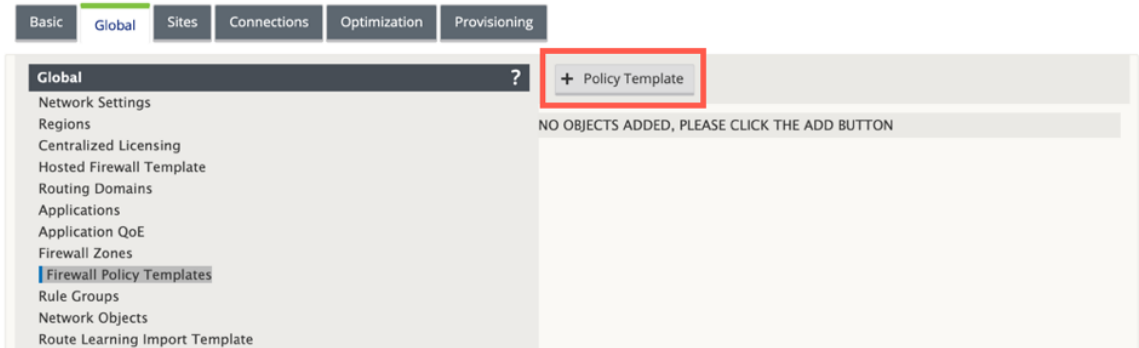 Basic Global Sites Connections Optimization Provisioning
Global ?
+ Policy Template
NO OBJECTS ADDED, PLEASE CLICK THE ADD BUTTON
Network Settings
Regions
Centralized Licensing
Hosted Firewall Template
Routing Domains
Applications
Application QoE
Firewall Zones
Firewall Policy Templates
Rule Groups
Network Objects
Route Learning Import Template